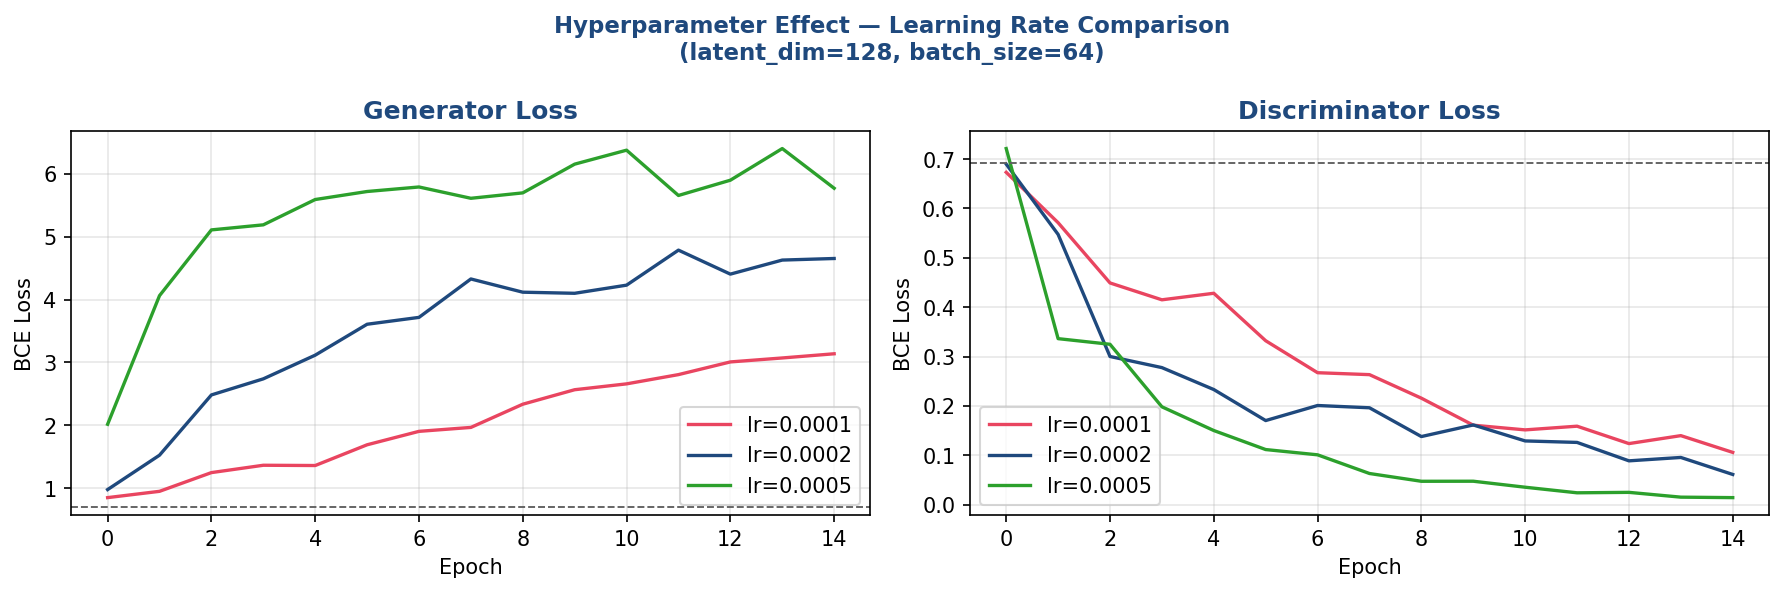 Hyperparameter Effect — Learning Rate Comparison
(latent_dim=128, batch_size=64)
Generator Loss
BCE Loss
6
5
4
3
2
1
lr=0.0001
lr=0.0002
lr=0.0005
0 2 4 6 8 10 12 14
Epoch
Discriminator Loss
BCE Loss
0.7
0.6
0.5
0.4
0.3
0.2
0.1
0.0
lr=0.0001
lr=0.0002
lr=0.0005
0 2 4 6 8 10 12 14
Epoch